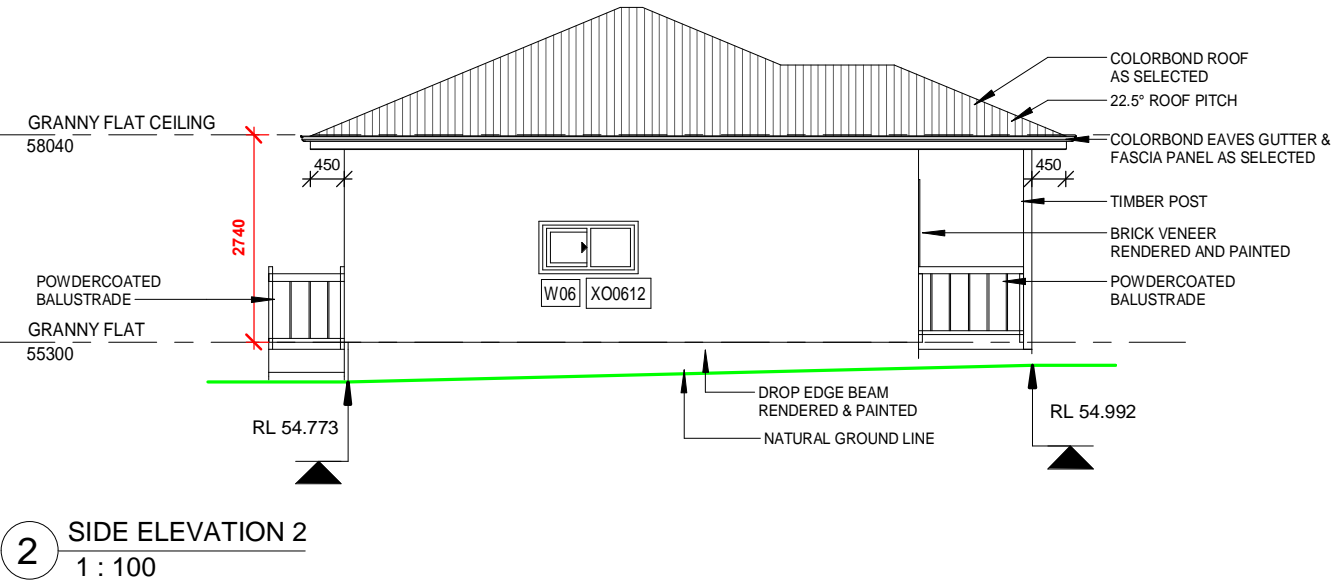 COLORBOND ROOF
AS SELECTED
22.5° ROOF PITCH
GRANNY FLAT CEILING
58040
COLORBOND EAVES GUTTER &
FASCIA PANEL AS SELECTED
450
450
TIMBER POST
2740
BRICK VENEER
RENDERED AND PAINTED
POWDERCOATED
BALUSTRADE
W06 XO0612
POWDERCOATED
BALUSTRADE
GRANNY FLAT
55300
DROP EDGE BEAM
RENDERED & PAINTED
RL 54.773
NATURAL GROUND LINE
RL 54.992
2 SIDE ELEVATION 2
1 : 100